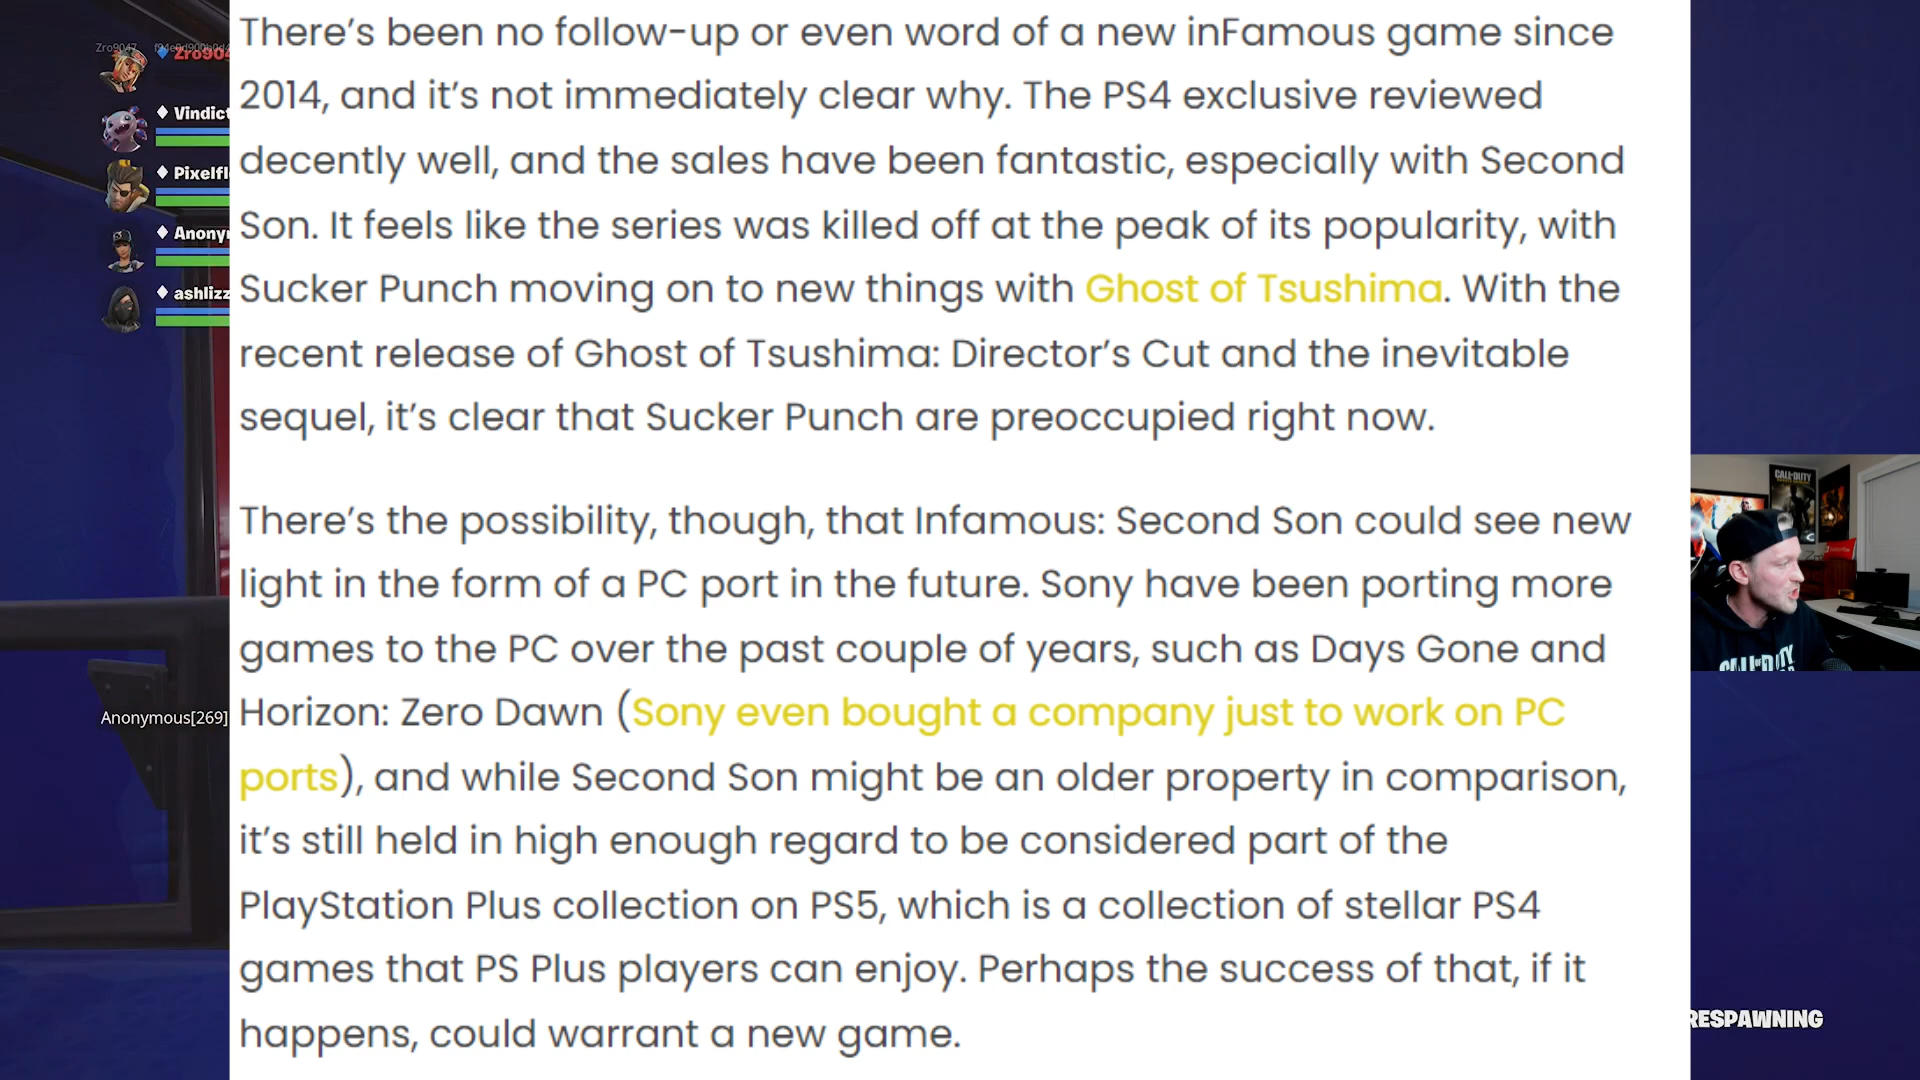 There's been no follow-up or even word of a new inFamous game since
2014, and it's not immediately clear why. The PS4 exclusive reviewed
decently well, and the sales have been fantastic, especially with Second
Son. It feels like the series was killed off at the peak of its popularity, with
Sucker Punch moving on to new things with Ghost of Tsushima. With the
recent release of Ghost of Tsushima: Director's Cut and the inevitable
sequel, it's clear that Sucker Punch are preoccupied right now.
There's the possibility, though, that Infamous: Second Son could see new
light in the form of a PC port in the future. Sony have been porting more
games to the PC over the past couple of years, such as Days Gone and
Horizon: Zero Dawn (Sony even bought a company just to work on PC
ports), and while Second Son might be an older property in comparison,
it's still held in high enough regard to be considered part of the
PlayStation Plus collection on PS5, which is a collection of stellar PS4
games that PS Plus players can enjoy. Perhaps the success of that, if it
happens, could warrant a new game.
Zro9047
Zro904
Vindict
Pixelfl
Anony
ashlizz
Anonymous[269]
CALL OF DUTY
RESPAWNING